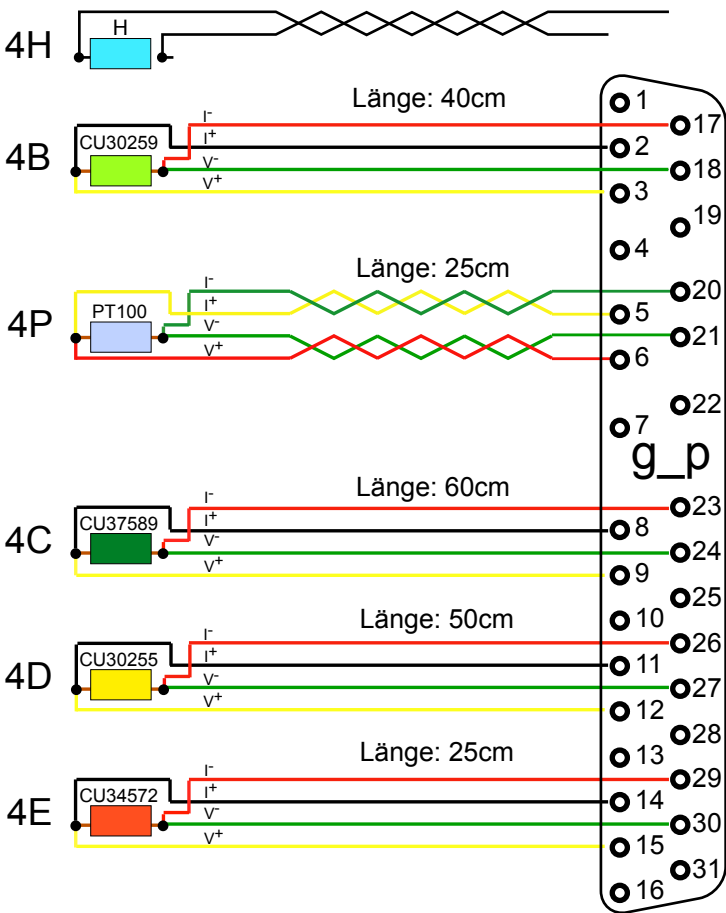 4H
H
Länge: 40cm
1
17
4B
CU30259
I-
I+
V-
V+
2
18
3
19
4
Länge: 25cm
4P
PT100
I-
I+
V-
V+
20
5
21
6
22
7
g_p
Länge: 60cm
4C
CU37589
I-
I+
V-
V+
23
8
24
9
25
10
Länge: 50cm
4D
CU30255
I-
I+
V-
V+
26
11
27
12
28
13
Länge: 25cm
4E
CU34572
I-
I+
V-
V+
29
14
30
15
31
16